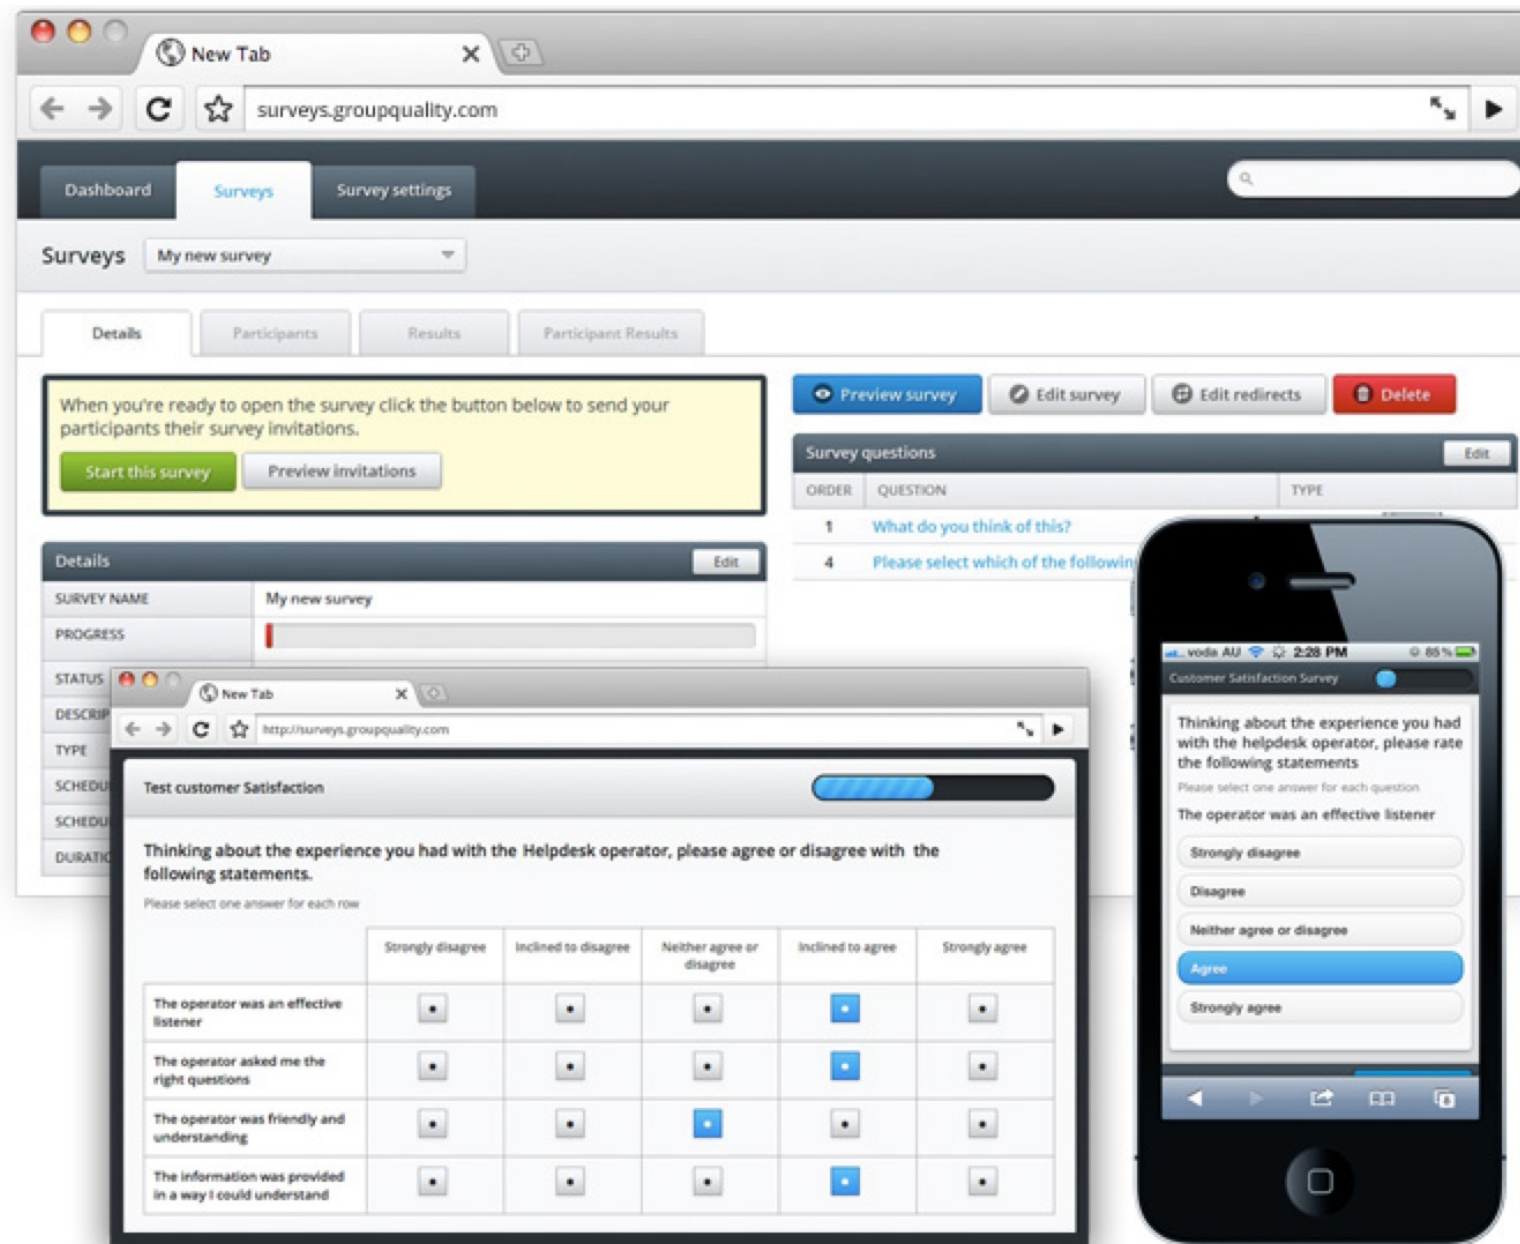 New Tab
surveys.groupquality.com
Dashboard
Surveys
Survey settings
Surveys
My new survey
Details
Participants
Results
Participant Results
When you're ready to open the survey click the button below to send your
participants their survey invitations.
Start this survey
Preview invitations
Preview survey
Edit survey
Edit redirects
Delete
Survey questions
Edit
ORDER
QUESTION
TYPE
1
What do you think of this?
4
Please select which of the followin
Details
Edit
SURVEY NAME
My new survey
PROGRESS
STATUS
DESCRIP
TYPE
SCHEDU
SCHEDU
DURATIO
New Tab
http://surveys.groupquality.com
Test customer Satisfaction
Thinking about the experience you had with the Helpdesk operator, please agree or disagree with the
following statements.
Please select one answer for each row
Strongly disagree
Inclined to disagree
Neither agree or
disagree
Inclined to agree
Strongly agree
The operator was an effective
listener
The operator asked me the
right questions
The operator was friendly and
understanding
The information was provided
in a way I could understand
voda AU
2:28 PM
85%
Customer Satisfaction Survey
Thinking about the experience you had
with the helpdesk operator, please rate
the following statements
Please select one answer for each question
The operator was an effective listener
Strongly disagree
Disagree
Neither agree or disagree
Agree
Strongly agree